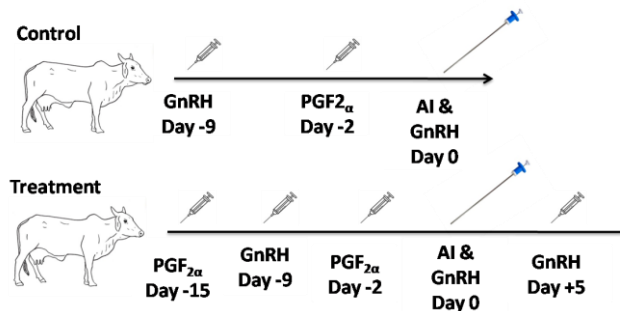 Control
GnRH
Day -9
PGF2α
Day -2
AI &
GnRH
Day 0
Treatment
PGF2α
Day -15
GnRH
Day -9
PGF2α
Day -2
AI &
GnRH
Day 0
GnRH
Day +5